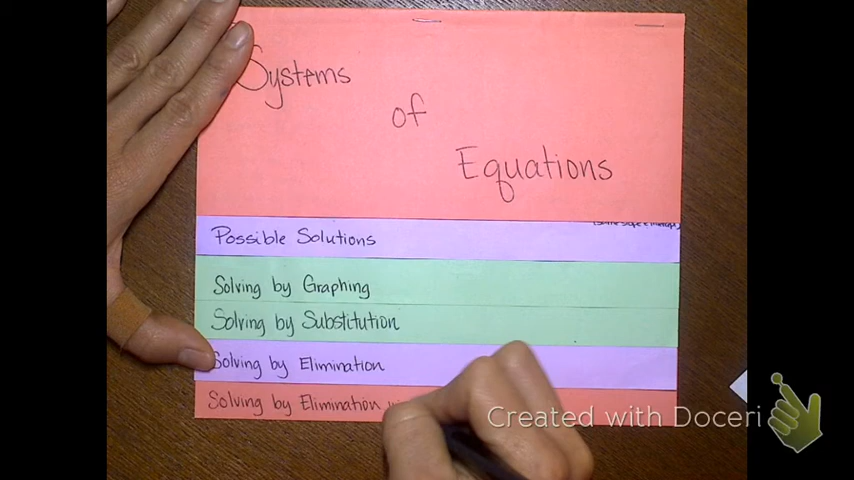 Systems
of
Equations
Possible Solutions
Solving by Graphing
Solving by Substitution
Solving by Elimination
Solving by Elimination
Created with Doceri